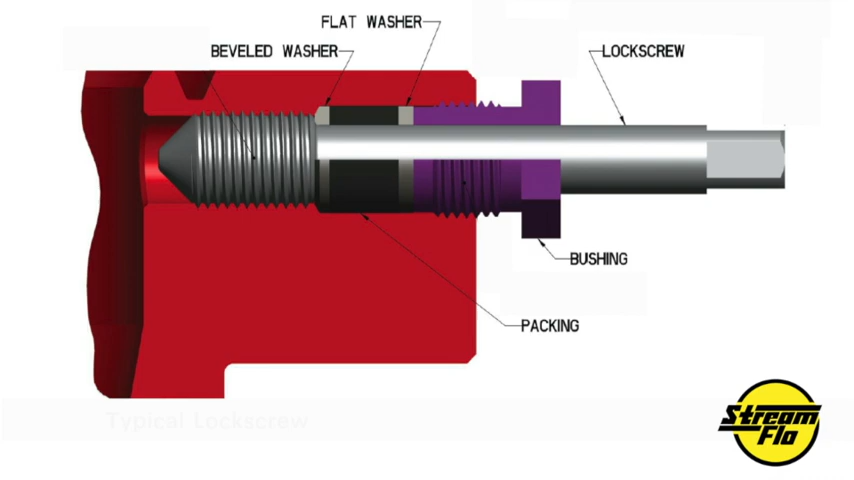 FLAT WASHER
BEVELED WASHER
LOCKSCREW
BUSHING
PACKING
Typical Lockscrew
Stream
Flo